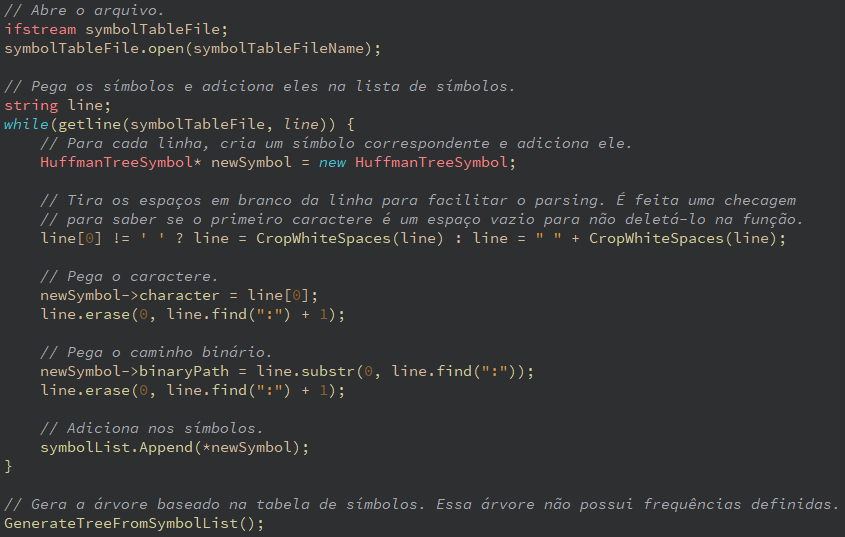 // Abre o arquivo.
ifstream symbolTableFile;
symbolTableFile.open(symbolTableFileName);

// Pega os símbolos e adiciona eles na lista de símbolos.
string line;
while(getline(symbolTableFile, line)) {
    // Para cada linha, cria um símbolo correspondente e adiciona ele.
    HuffmanTreeSymbol* newSymbol = new HuffmanTreeSymbol;

    // Tira os espaços em branco da linha para facilitar o parsing. É feita uma checagem
    // para saber se o primeiro caractere é um espaço vazio para não deletá-lo na função.
    line[0] != ' ' ? line = CropWhiteSpaces(line) : line = " " + CropWhiteSpaces(line);

    // Pega o caractere.
    newSymbol->character = line[0];
    line.erase(0, line.find(":") + 1);

    // Pega o caminho binário.
    newSymbol->binaryPath = line.substr(0, line.find(":"));
    line.erase(0, line.find(":") + 1);

    // Adiciona nos símbolos.
    symbolList.Append(*newSymbol);
}

// Gera a árvore baseado na tabela de símbolos. Essa árvore não possui frequências definidas.
GenerateTreeFromSymbolList();